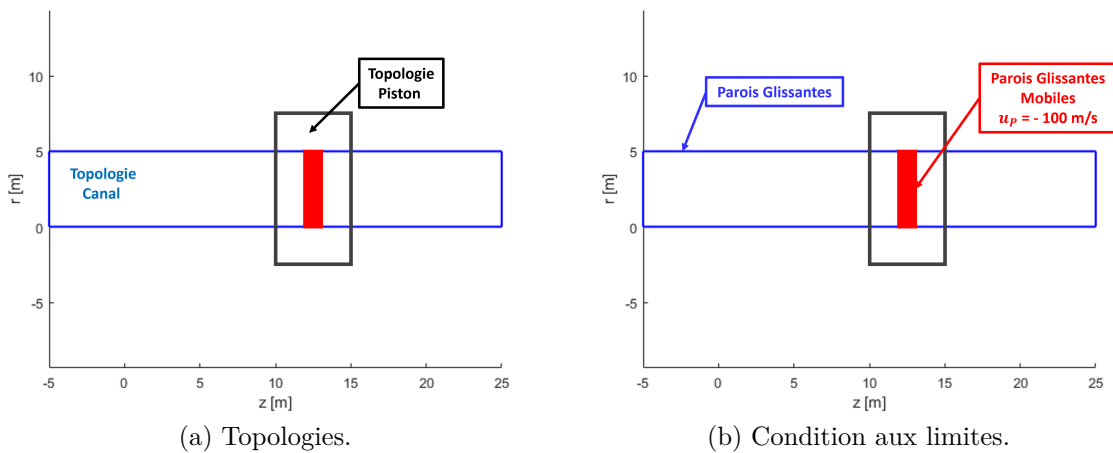 10
5
0
-5
r [m]
-5
0
5
10
15
20
25
z [m]
Topologie
Canal
Topologie
Piston
(a) Topologies.
10
5
0
-5
r [m]
-5
0
5
10
15
20
25
z [m]
Parois Glissantes
Parois Glissantes
Mobiles
u_P = - 100 m/s
(b) Condition aux limites.